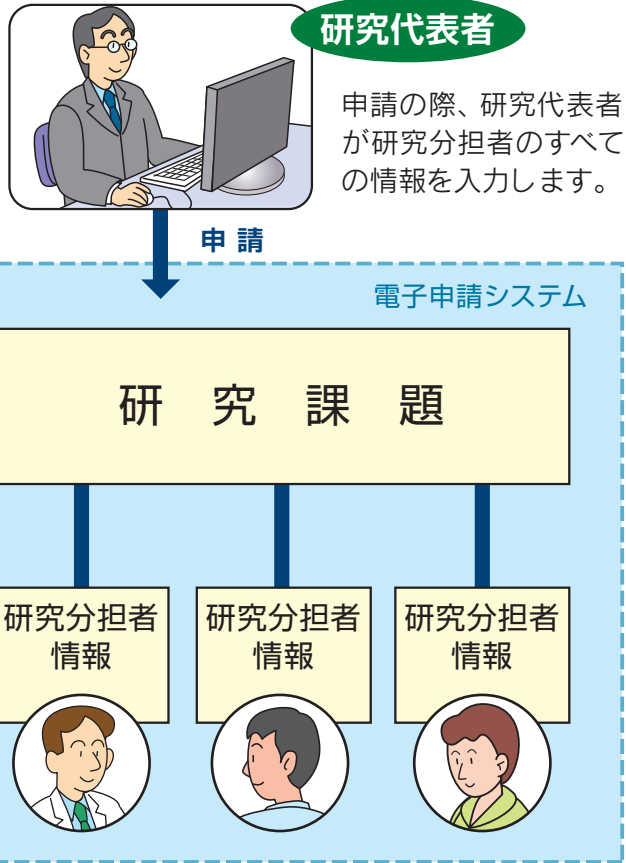 研究代表者
申請の際、研究代表者
が研究分担者のすべて
の情報を入力します。
申 請
電子申請システム
研 究 課 題
研究分担者
情報
研究分担者
情報
研究分担者
情報